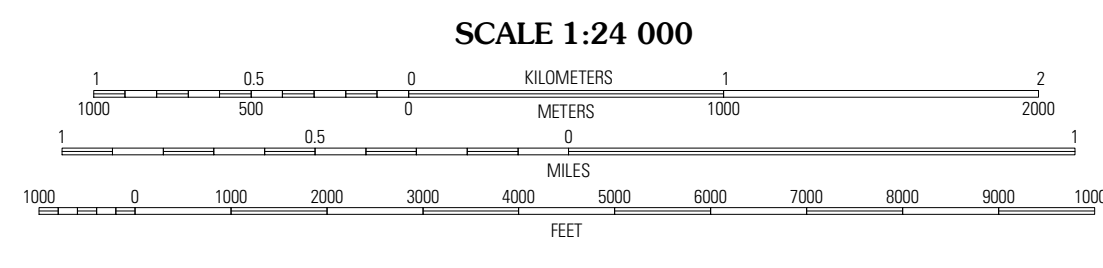 SCALE 1:24 000
1 0.5 0 KILOMETERS 1 2
1000 500 0 METERS 1000 2000
1 0.5 0 1
MILES
1000 0 1000 2000 3000 4000 5000 6000 7000 8000 9000 1000
FEET